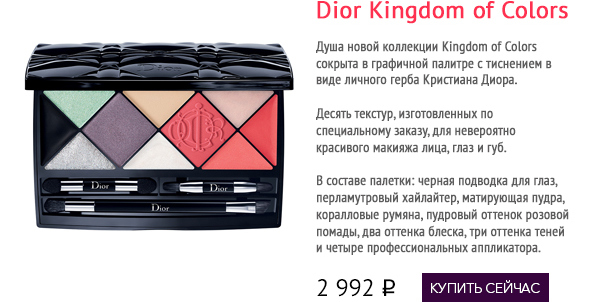 Dior Kingdom of Colors
Душа новой коллекции Kingdom of Colors
сокрыта в графичной палитре с тиснением в
виде личного герба Кристиана Диора.
Десять текстур, изготовленных по
специальному заказу, для невероятно
красивого макияжа лица, глаз и губ.
В составе палетки: черная подводка для глаз,
перламутровый хайлайтер, матирующая пудра,
коралловые румяна, пудровый оттенок розовой
помады, два оттенка блеска, три оттенка теней
и четыре профессиональных аппликатора.
2 992 ₽
КУПИТЬ СЕЙЧАС
Dior
Dior
Dior
Dior